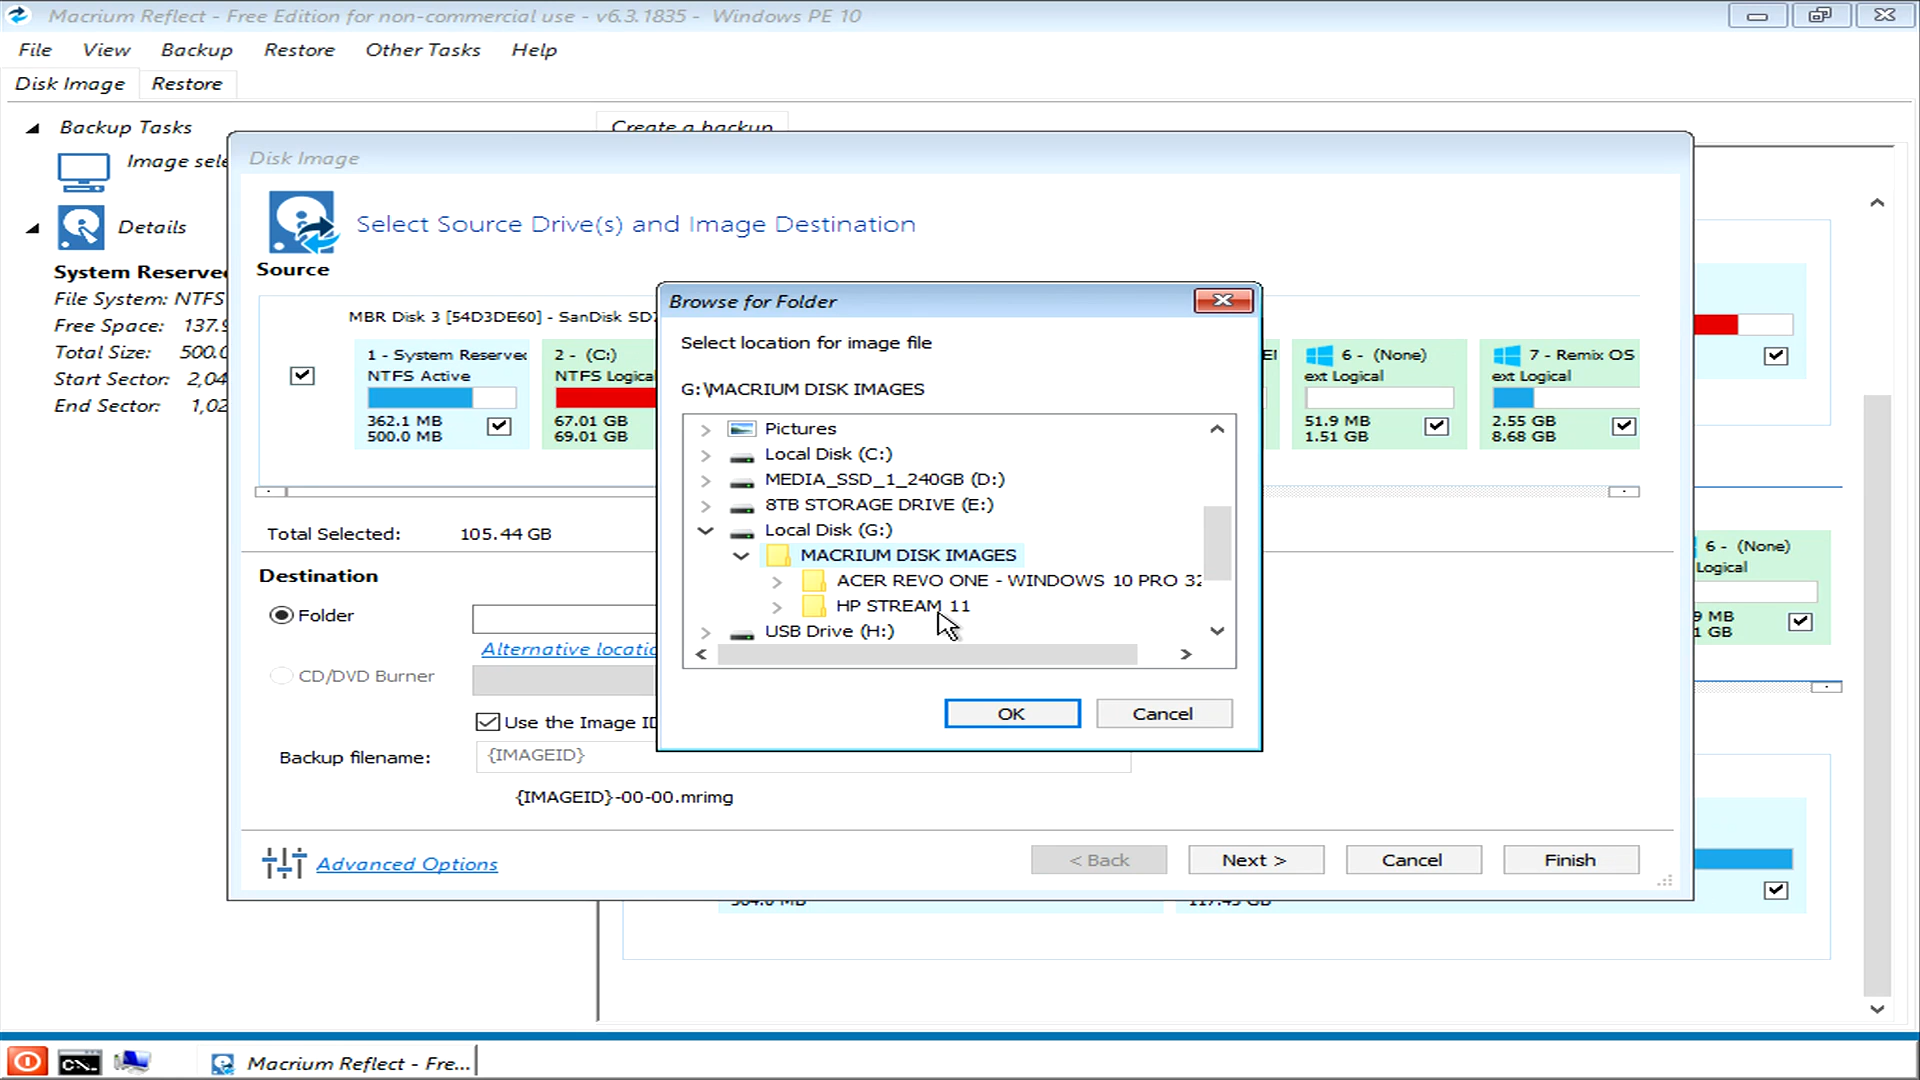 Macrium Reflect - Free Edition for non-commercial use - v6.3.1835 - Windows PE 10
File View Backup Restore Other Tasks Help
Disk Image Restore
Backup Tasks
Create a backup
Image sele
Details
System Reserved
File System: NTFS
Free Space: 137.9
Total Size: 500.0
Start Sector: 2,04
End Sector: 1,02
Disk Image
Select Source Drive(s) and Image Destination
Source
MBR Disk 3 [54D3DE60] - SanDisk SD7
1 - System Reserved
NTFS Active
362.1 MB
500.0 MB
2 - (C:)
NTFS Logical
67.01 GB
69.01 GB
6 - (None)
ext Logical
51.9 MB
1.51 GB
7 - Remix OS
ext Logical
2.55 GB
8.68 GB
Total Selected: 105.44 GB
Destination
Folder
Alternative locatio
CD/DVD Burner
Use the Image ID
Backup filename: {IMAGEID}
{IMAGEID}-00-00.mrimg
Advanced Options
< Back Next > Cancel Finish
Browse for Folder
Select location for image file
G:\MACRIUM DISK IMAGES
Pictures
Local Disk (C:)
MEDIA_SSD_1_240GB (D:)
8TB STORAGE DRIVE (E:)
Local Disk (G:)
MACRIUM DISK IMAGES
ACER REVO ONE - WINDOWS 10 PRO 32
HP STREAM 11
USB Drive (H:)
OK Cancel
6 - (None)
Logical
9 MB
1 GB
117.45 GB
Macrium Reflect - Fre...